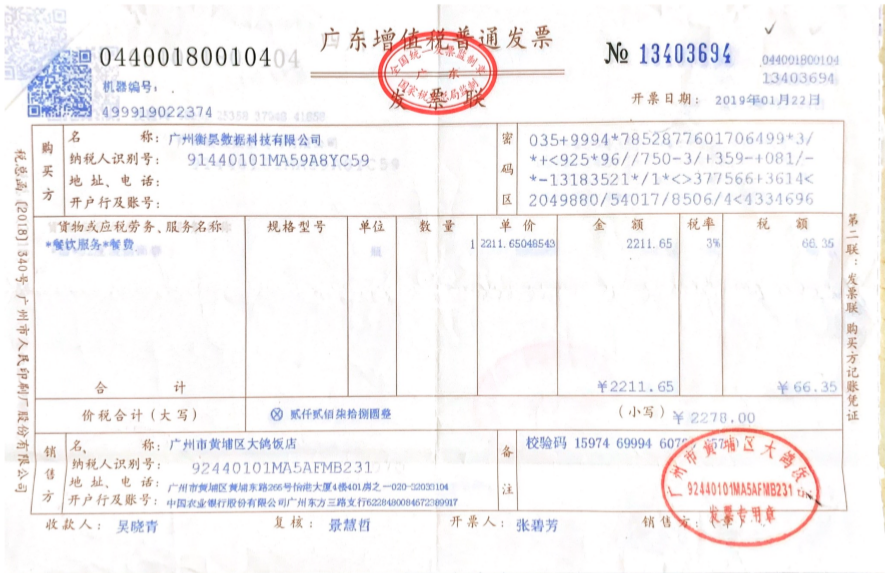 044001800104
广东增值税普通发票
№ 13403694
044001800104
13403694
机器编号:
499919022374
全国统一发票监制章
广东
国家税务总局监制
发票联
开票日期: 2019年01月22日
购买方
名称: 广州衡昊数据科技有限公司
纳税人识别号: 91440101MA59A8YC59
地址、电话:
开户行及账号:
密码区
035+9994*7852877601706499*3/
*+<925*96//750-3/+359-+081/-
*-13183521*/1*<>377566+3614<
2049880/54017/8506/4<4334696
货物或应税劳务、服务名称 规格型号 单位 数量 单价 金额 税率 税额
*餐饮服务*餐费 1 2211.65048543 2211.65 3% 66.35
合计 ¥2211.65 ¥66.35
价税合计(大写) ⊗ 贰仟贰佰柒拾捌圆整 (小写) ¥2278.00
销售方
名称: 广州市黄埔区大鸽饭店
纳税人识别号: 92440101MA5AFMB231
地址、电话: 广州市黄埔区黄埔东路266号怡港大厦4楼401房之一020-32033104
开户行及账号: 中国农业银行股份有限公司广州东方三路支行6228480084672389917
备注
校验码 15974 69994
广州市黄埔区大鸽饭店
92440101MA5AFMB231
发票专用章
收款人: 吴晓青 复核: 景慧哲 开票人: 张碧芳 销售方:(章)
税总函〔2018〕340号 广州市人民印刷厂股份有限公司
第二联:发票联 购买方记账凭证